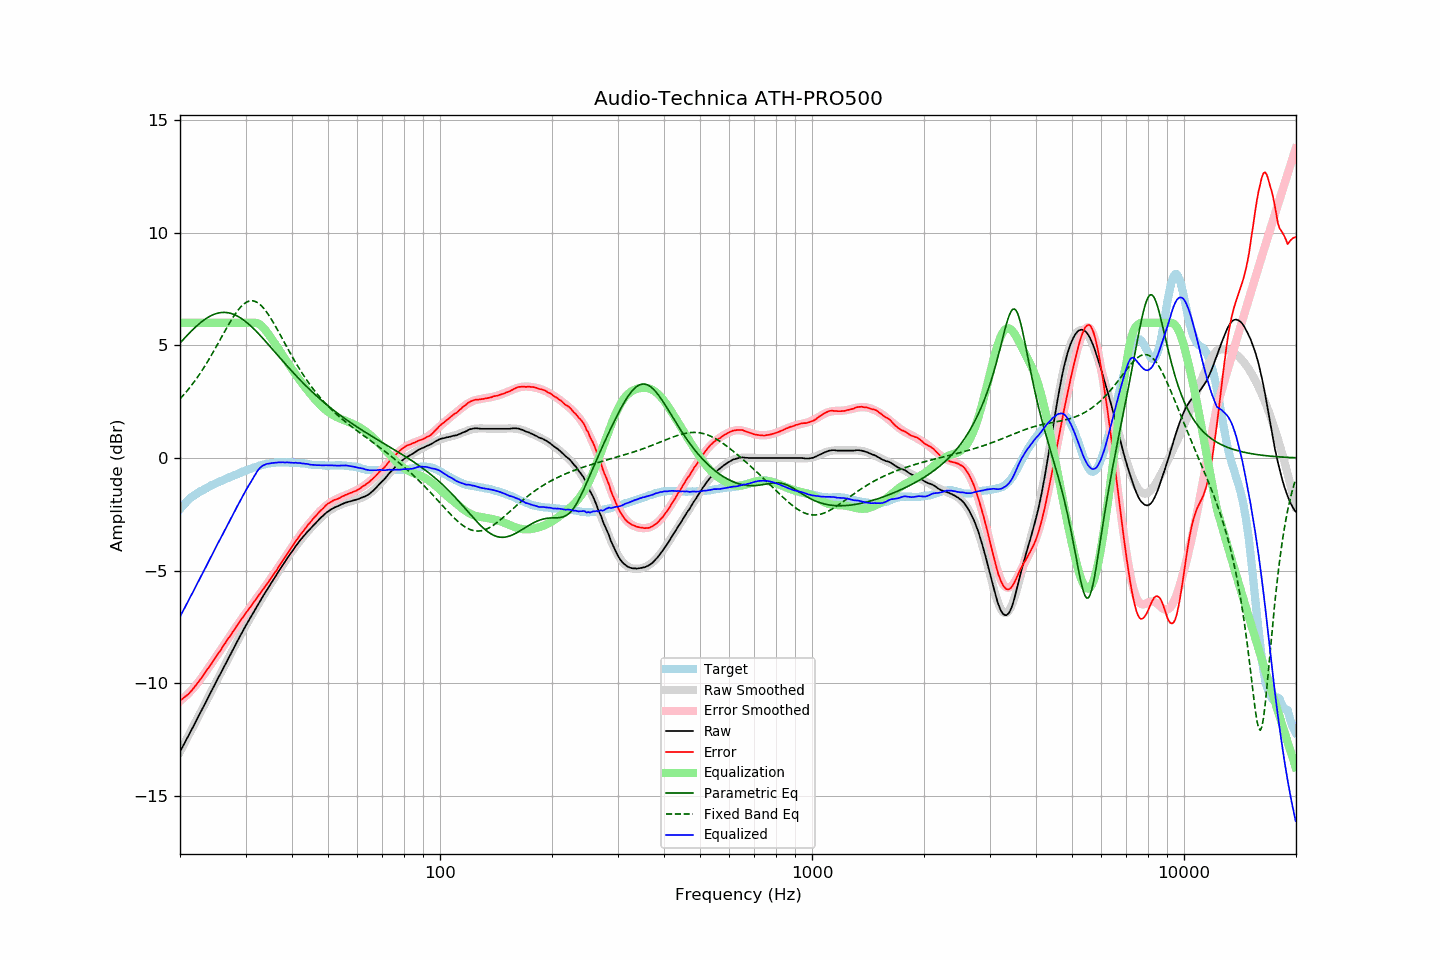 Audio-Technica ATH-PRO500
15
10
5
0
−5
−10
−15
Amplitude (dBr)
Target
Raw Smoothed
Error Smoothed
Raw
Error
Equalization
Parametric Eq
Fixed Band Eq
Equalized
100
1000
10000
Frequency (Hz)